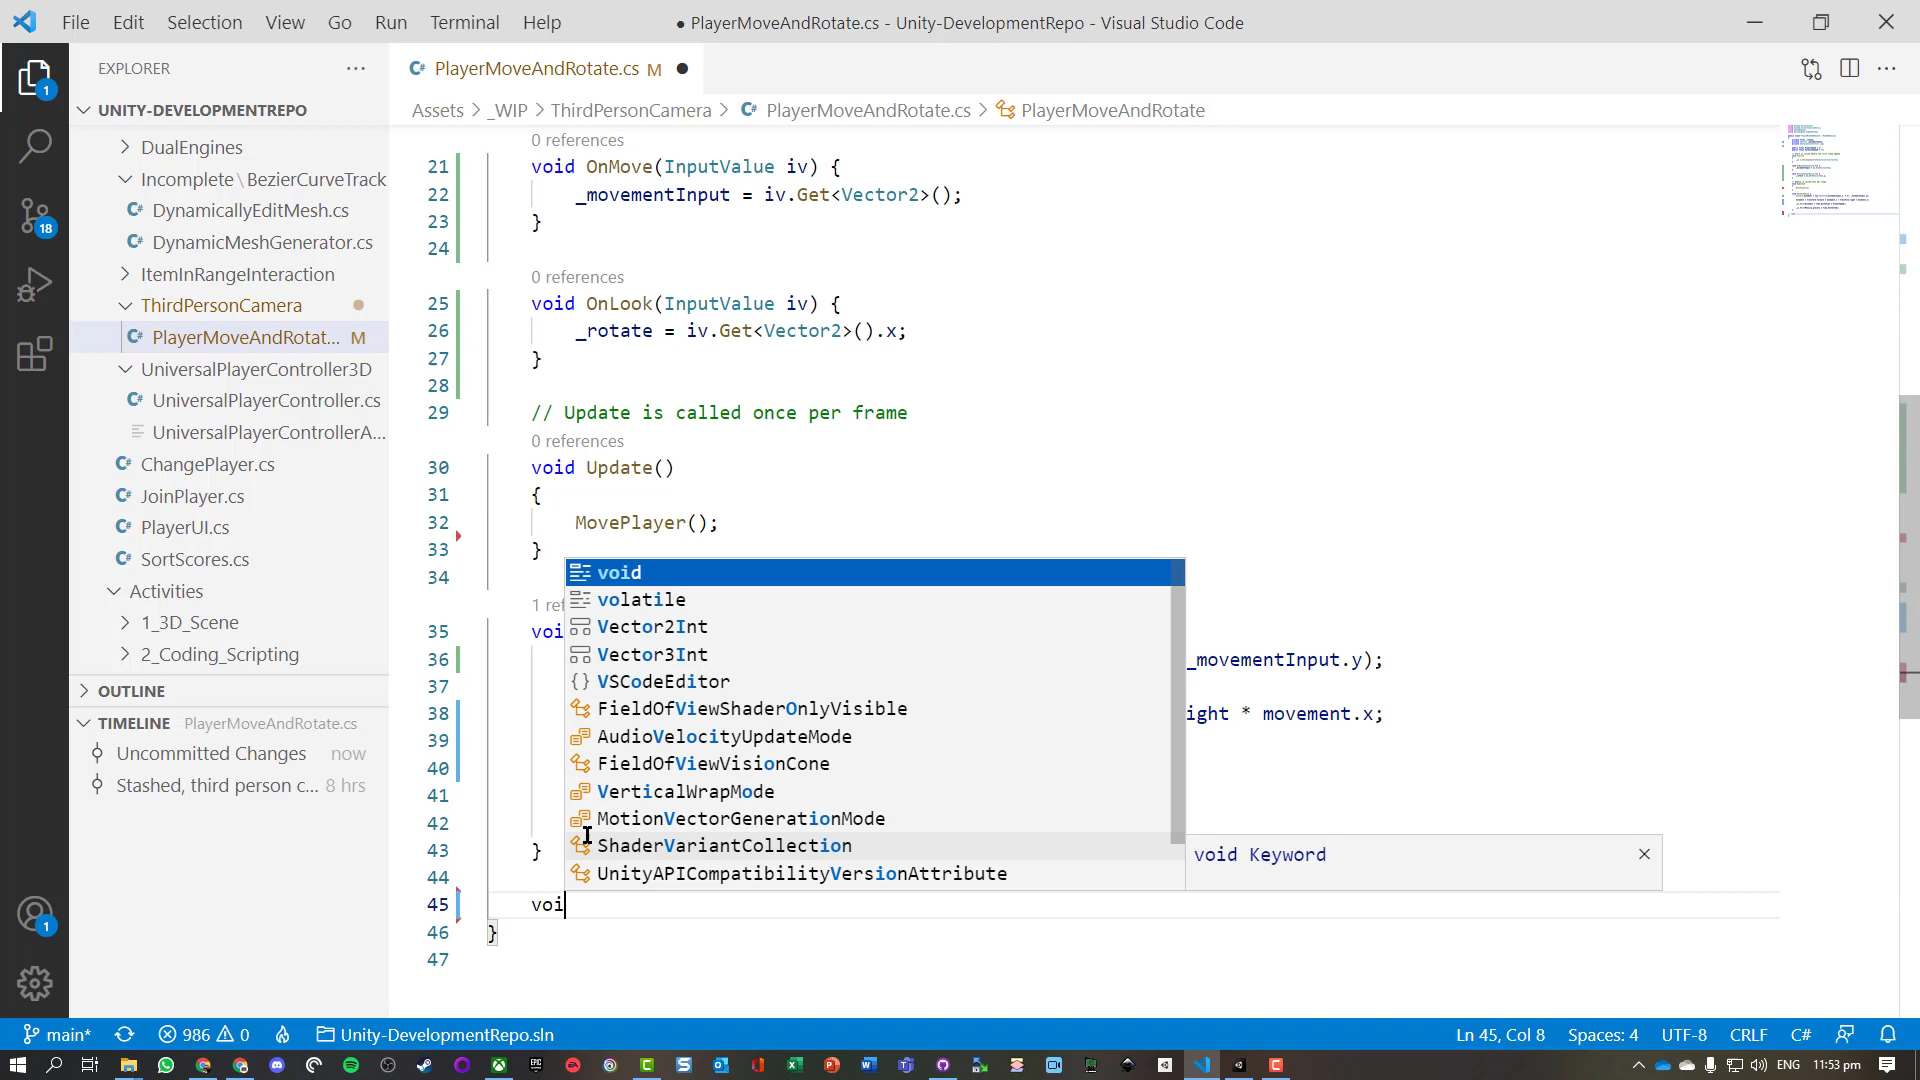 File Edit Selection View Go Run Terminal Help
● PlayerMoveAndRotate.cs - Unity-DevelopmentRepo - Visual Studio Code
EXPLORER
UNITY-DEVELOPMENTREPO
DualEngines
Incomplete\BezierCurveTrack
DynamicallyEditMesh.cs
DynamicMeshGenerator.cs
ItemInRangeInteraction
ThirdPersonCamera
PlayerMoveAndRotat... M
UniversalPlayerController3D
UniversalPlayerController.cs
UniversalPlayerControllerA...
ChangePlayer.cs
JoinPlayer.cs
PlayerUI.cs
SortScores.cs
Activities
1_3D_Scene
2_Coding_Scripting
OUTLINE
TIMELINE PlayerMoveAndRotate.cs
Uncommitted Changes now
Stashed, third person c... 8 hrs
1
18
1
PlayerMoveAndRotate.cs M
Assets > _WIP > ThirdPersonCamera > PlayerMoveAndRotate.cs > PlayerMoveAndRotate
0 references
21 void OnMove(InputValue iv) {
22 _movementInput = iv.Get<Vector2>();
23 }
24
0 references
25 void OnLook(InputValue iv) {
26 _rotate = iv.Get<Vector2>().x;
27 }
28
29 // Update is called once per frame
0 references
30 void Update()
31 {
32 MovePlayer();
33 }
34
1 ref
35 voi
36 _movementInput.y);
37
38 ight * movement.x;
39
40
41
42
43 }
44
45 voi
46 }
47
void
volatile
Vector2Int
Vector3Int
VSCodeEditor
FieldOfViewShaderOnlyVisible
AudioVelocityUpdateMode
FieldOfViewVisionCone
VerticalWrapMode
MotionVectorGenerationMode
ShaderVariantCollection
UnityAPICompatibilityVersionAttribute
void Keyword
main* 986 0 Unity-DevelopmentRepo.sln
Ln 45, Col 8 Spaces: 4 UTF-8 CRLF C#
ENG 11:53 pm